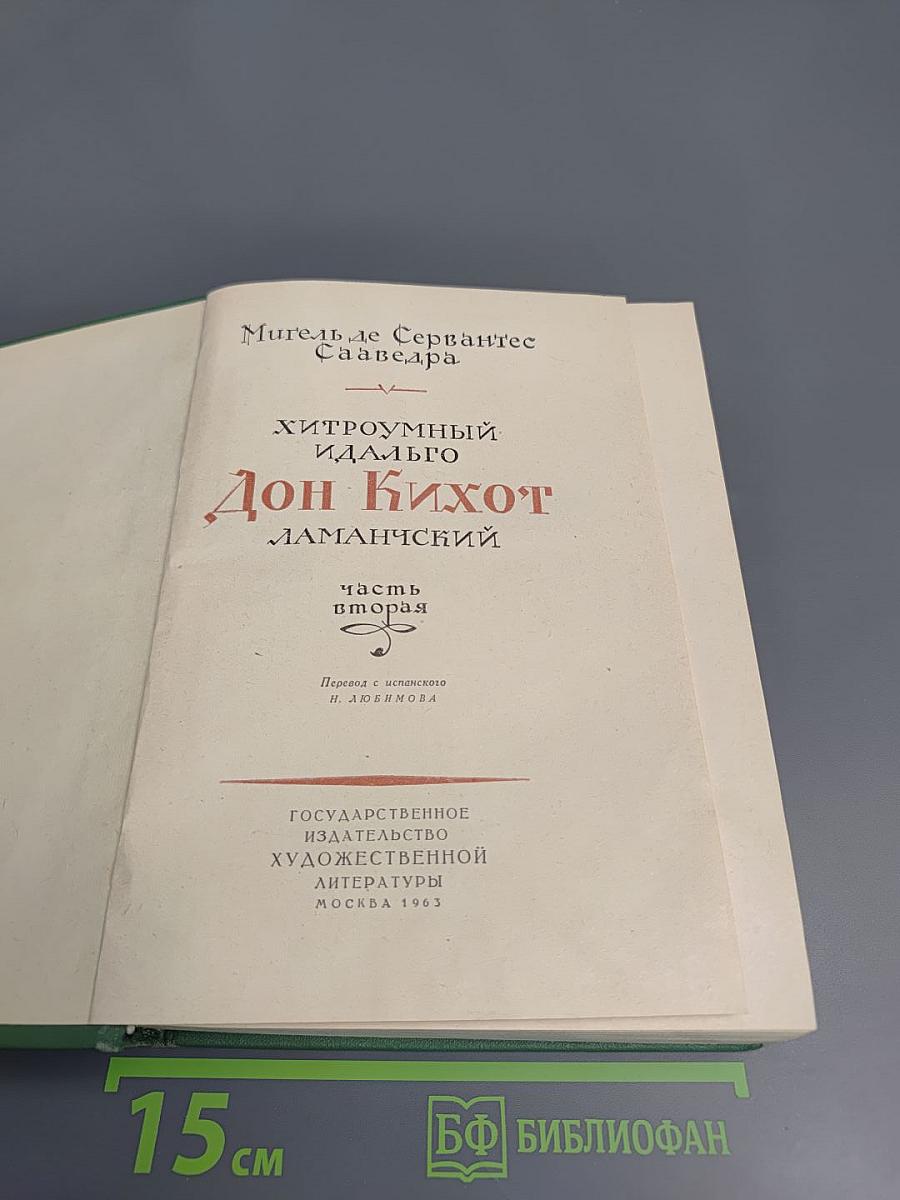 Мигель де Сервантес
Сааведра
ХИТРОУМНЫЙ
ИДАЛЬГО
Дон Кихот
ЛАМАНЧСКИЙ
часть
вторая
Перевод с испанского
Н. ЛЮБИМОВА
ГОСУДАРСТВЕННОЕ
ИЗДАТЕЛЬСТВО
ХУДОЖЕСТВЕННОЙ
ЛИТЕРАТУРЫ
МОСКВА 1963
15 см
БФ БИБЛИОФАН